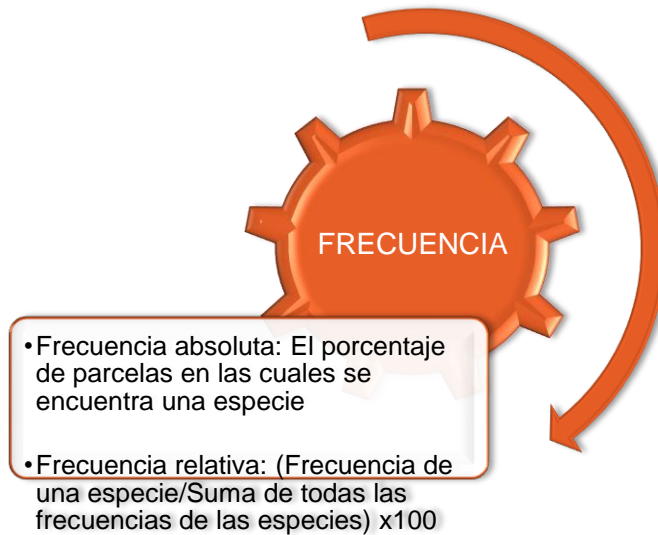 FRECUENCIA
•Frecuencia absoluta: El porcentaje
de parcelas en las cuales se
encuentra una especie
•Frecuencia relativa: (Frecuencia de
una especie/Suma de todas las
frecuencias de las especies) x100